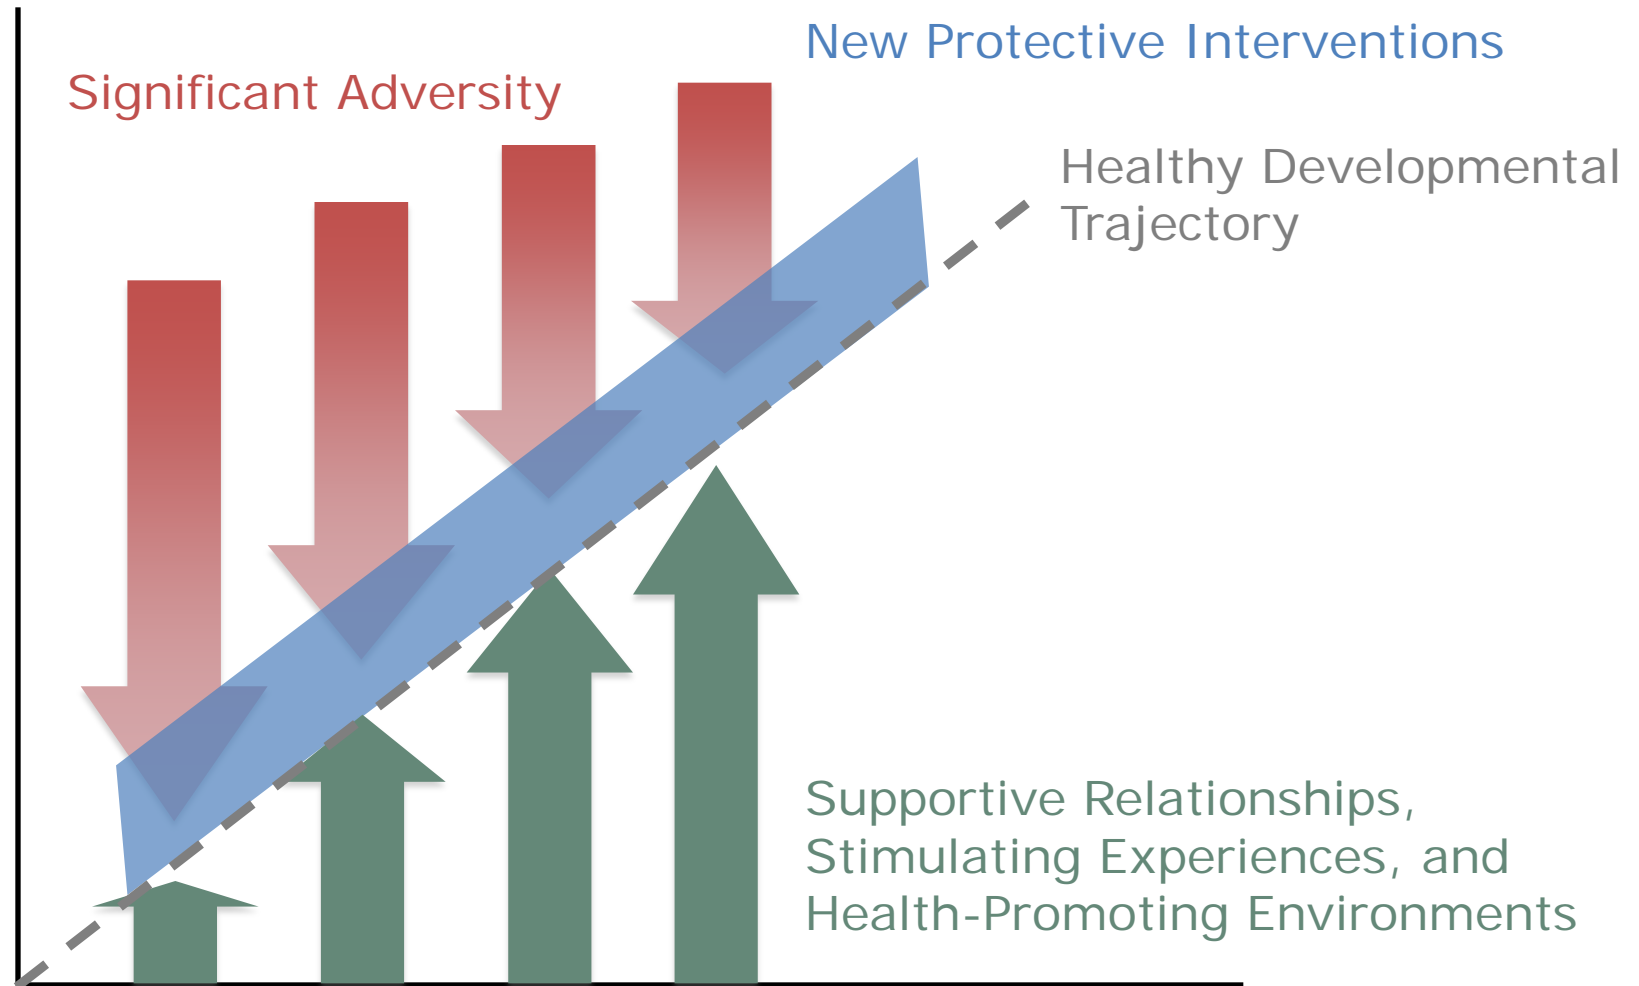 New Protective Interventions
Significant Adversity
Healthy Developmental
Trajectory
Supportive Relationships,
Stimulating Experiences, and
Health-Promoting Environments